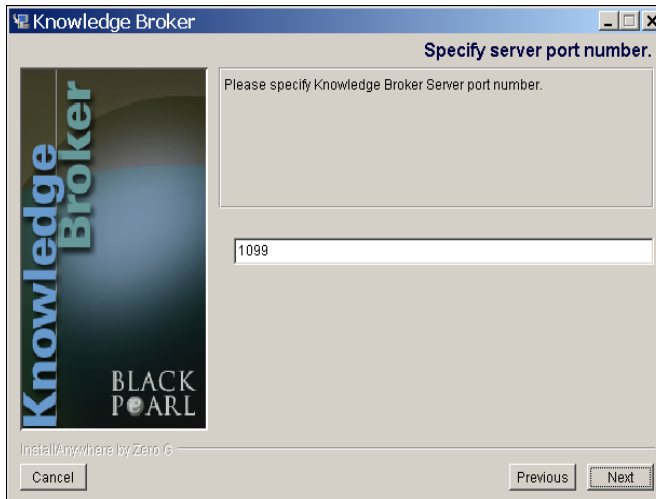 Knowledge Broker
Specify server port number.
Knowledge
Broker
BLACK
PeARL
Please specify Knowledge Broker Server port number.
1099
InstallAnywhere by Zero G
Cancel
Previous
Next